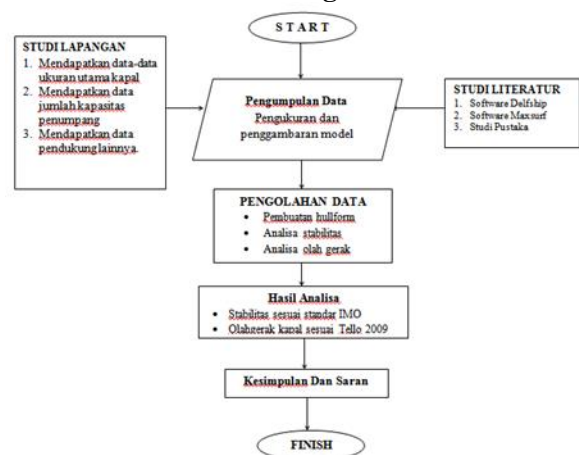 START
STUDI LAPANGAN
1. Mendapatkan data-data
ukuran utama kapal
2. Mendapatkan data
jumlah kapasitas
penumpang
3. Mendapatkan data
pendukung lainnya.
Pengumpulan Data
Pengukuran dan
penggambaran model
STUDI LITERATUR
1. Software Delfship
2. Software Maxsurf
3. Studi Pustaka
PENGOLAHAN DATA
• Pembuatan hullform
• Analisa stabilitas
• Analisa olah gerak
Hasil Analisa
• Stabilitas sesuai standar IMO
• Olahgerak kapal sesuai Tello 2009
Kesimpulan Dan Saran
FINISH